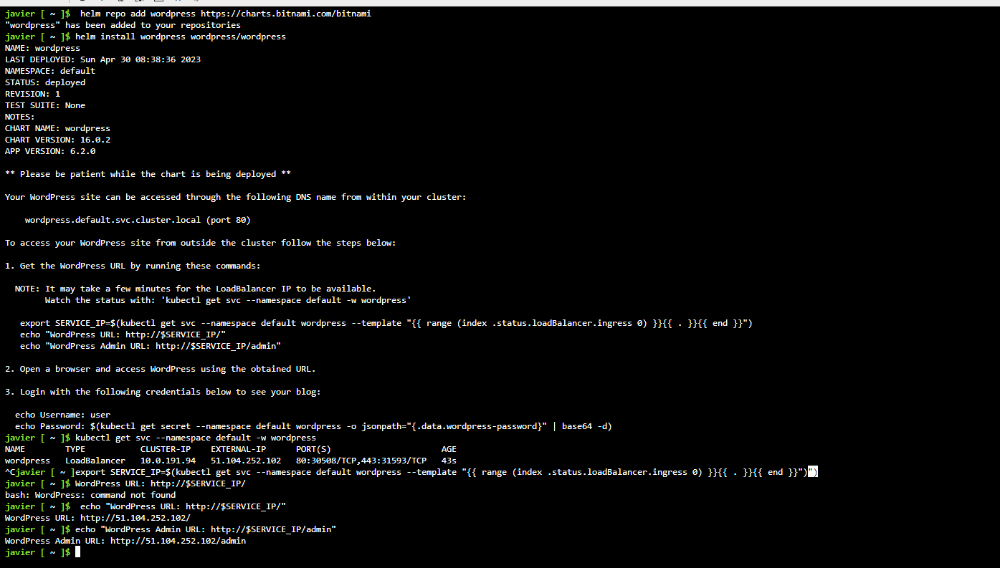 javier [ ~ ]$  helm repo add wordpress https://charts.bitnami.com/bitnami
"wordpress" has been added to your repositories
javier [ ~ ]$ helm install wordpress wordpress/wordpress
NAME: wordpress
LAST DEPLOYED: Sun Apr 30 08:38:36 2023
NAMESPACE: default
STATUS: deployed
REVISION: 1
TEST SUITE: None
NOTES:
CHART NAME: wordpress
CHART VERSION: 16.0.2
APP VERSION: 6.2.0

** Please be patient while the chart is being deployed **

Your WordPress site can be accessed through the following DNS name from within your cluster:

    wordpress.default.svc.cluster.local (port 80)

To access your WordPress site from outside the cluster follow the steps below:

1. Get the WordPress URL by running these commands:

  NOTE: It may take a few minutes for the LoadBalancer IP to be available.
        Watch the status with: 'kubectl get svc --namespace default -w wordpress'

   export SERVICE_IP=$(kubectl get svc --namespace default wordpress --template "{{ range (index .status.loadBalancer.ingress 0) }}{{ . }}{{ end }}")
   echo "WordPress URL: http://$SERVICE_IP/"
   echo "WordPress Admin URL: http://$SERVICE_IP/admin"

2. Open a browser and access WordPress using the obtained URL.

3. Login with the following credentials below to see your blog:

  echo Username: user
  echo Password: $(kubectl get secret --namespace default wordpress -o jsonpath="{.data.wordpress-password}" | base64 -d)
javier [ ~ ]$ kubectl get svc --namespace default -w wordpress
NAME        TYPE           CLUSTER-IP    EXTERNAL-IP      PORT(S)                      AGE
wordpress   LoadBalancer   10.0.191.94   51.104.252.102   80:30508/TCP,443:31593/TCP   43s
^Cjavier [ ~ ]export SERVICE_IP=$(kubectl get svc --namespace default wordpress --template "{{ range (index .status.loadBalancer.ingress 0) }}{{ . }}{{ end }}")")
javier [ ~ ]$ WordPress URL: http://$SERVICE_IP/
bash: WordPress: command not found
javier [ ~ ]$  echo "WordPress URL: http://$SERVICE_IP/"
WordPress URL: http://51.104.252.102/
javier [ ~ ]$ echo "WordPress Admin URL: http://$SERVICE_IP/admin"
WordPress Admin URL: http://51.104.252.102/admin
javier [ ~ ]$